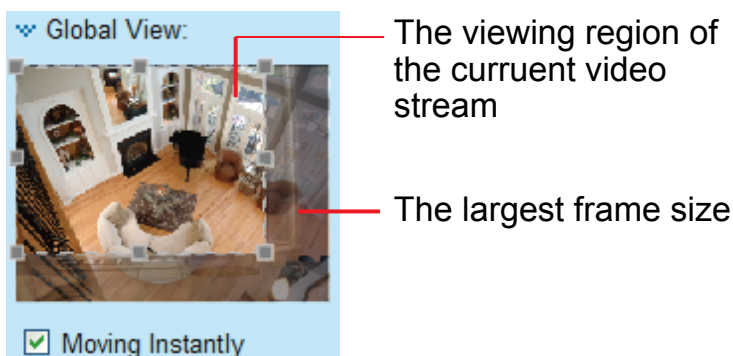 Global View:
The viewing region of
the curruent video
stream
The largest frame size
Moving Instantly